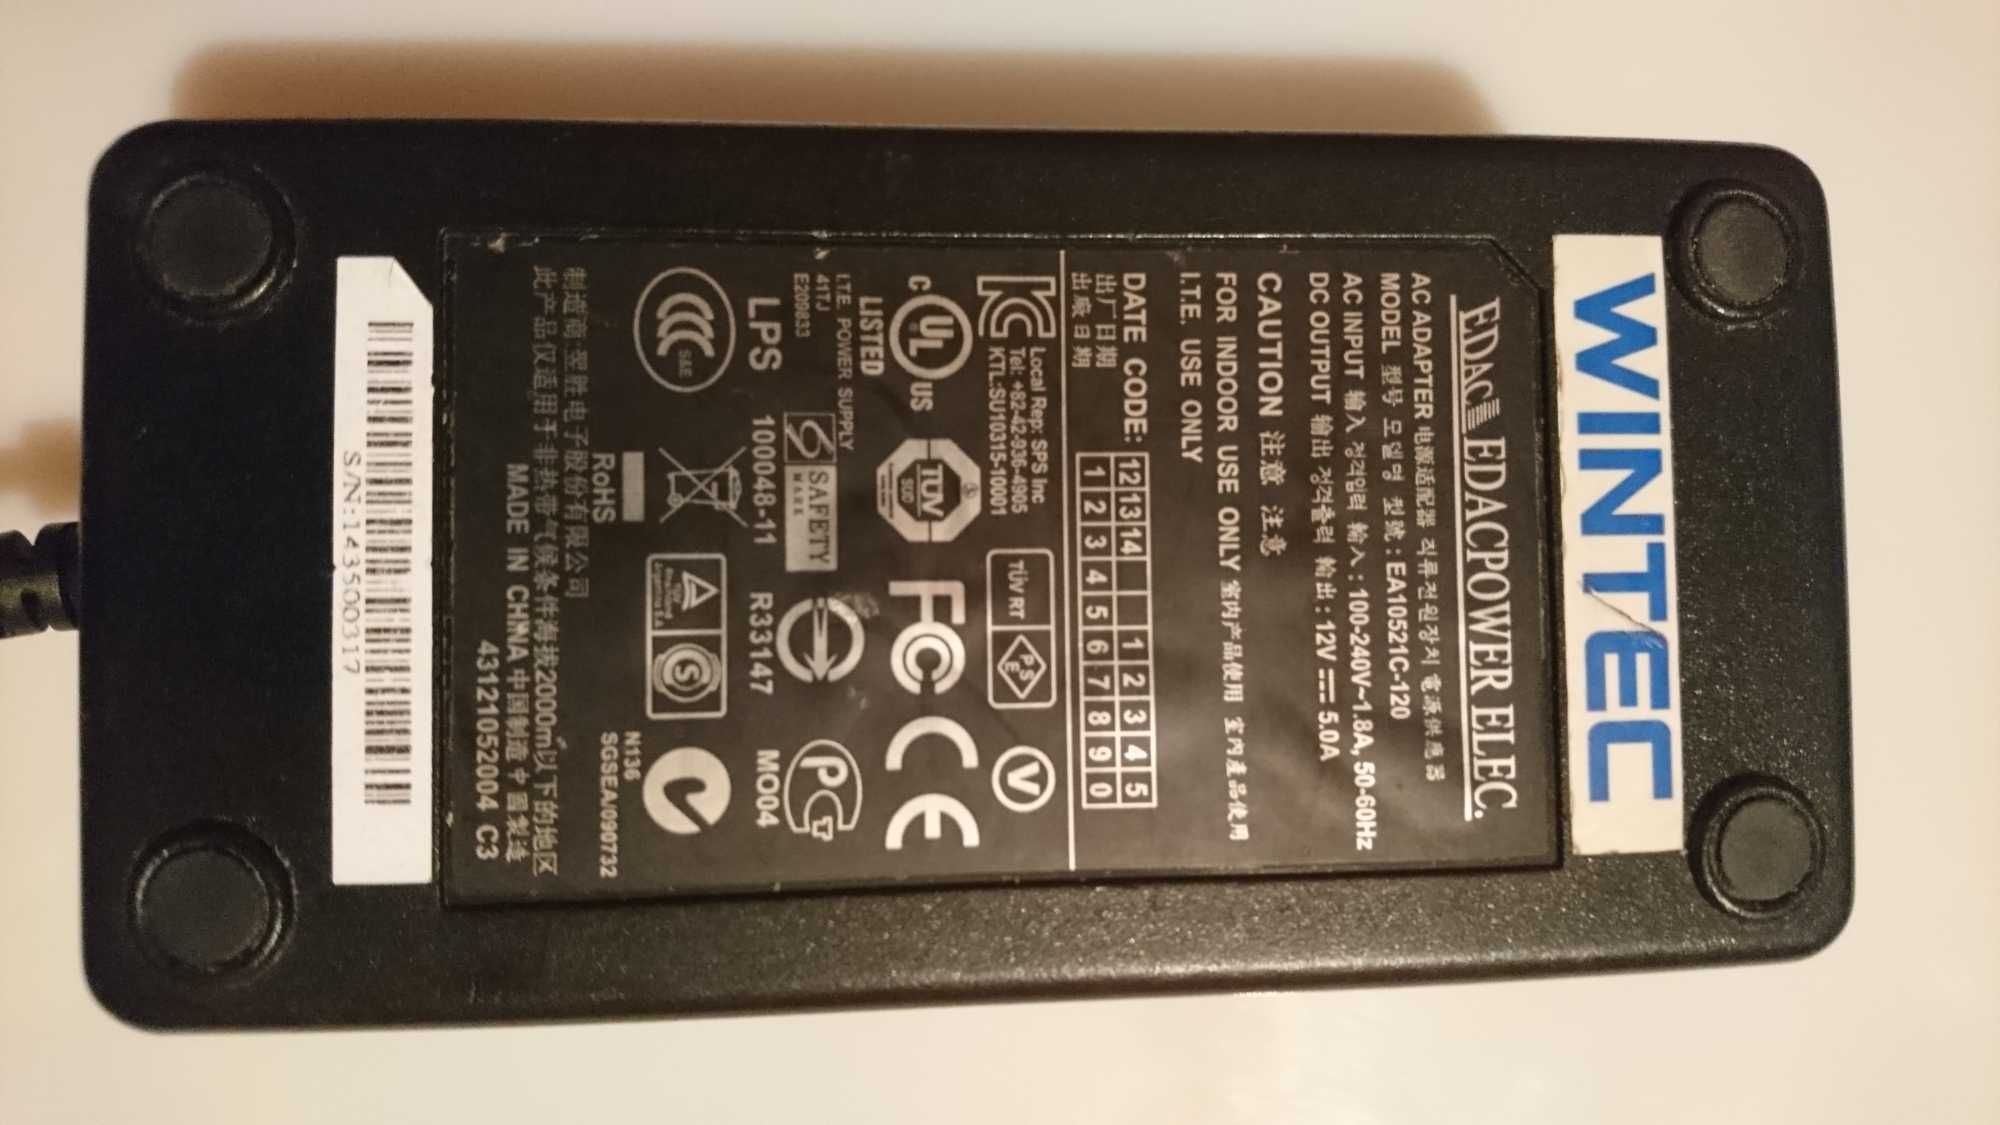 WINTEC
EDAC EDACPOWER ELEC.
AC ADAPTER 电源适配器 직류전원장치 電源供應器
MODEL 型号 모델명 型號 : EA10521C-120
AC INPUT 输入 정격입력 輸入 : 100-240V~1.8A, 50-60Hz
DC OUTPUT 输出 정격출력 輸出 : 12V ⎓ 5.0A
CAUTION 注意 注意
FOR INDOOR USE ONLY 室内产品使用 室內產品使用
I.T.E. USE ONLY
DATE CODE: 12 13 14 1 2 3 4 5
出厂日期 1 2 3 4 5 6 7 8 9 0
出廠日期
Local Rep: SPS Inc
Tel: +82-42-936-4905
KTL:SU10315-10001
TÜV RT
PSE
V
C UL US
LISTED
I.T.E. POWER SUPPLY
41TJ
E209833
TÜV
SÜD
FC
CE
SAFETY
MARK
PCT
LPS 100048-11 R33147 MO04
CCC S&E
S
N136
SGSEA/090732
RoHS
制造商 翌胜电子股份有限公司
此产品仅适用于非热带气候条件海拔2000m以下的地区
MADE IN CHINA 中国制造 中國製造
43121052004 C3
S/N:143500317